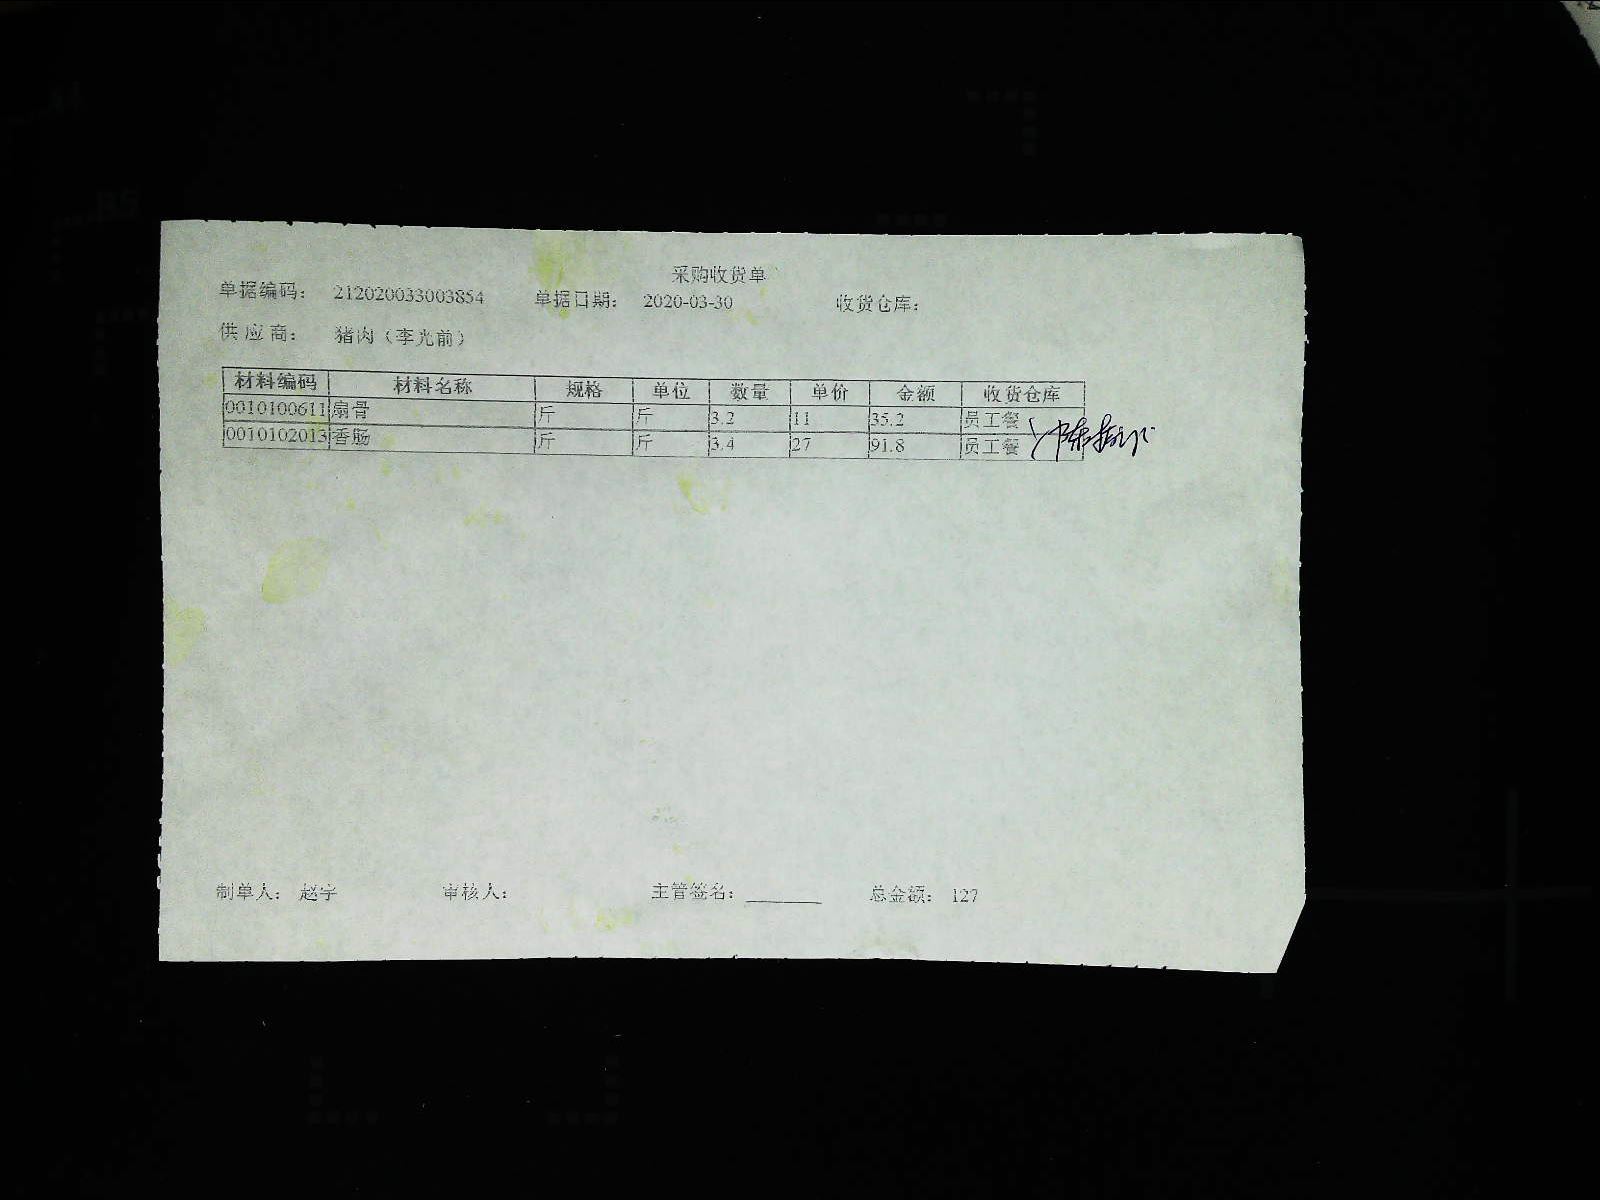 采购收货单
单据编码： 212020033003854 单据日期： 2020-03-30 收货仓库：
供应商： 猪肉（李光前）
材料编码 材料名称 规格 单位 数量 单价 金额 收货仓库
0010100611 扇骨 斤 斤 3.2 11 35.2 员工餐
0010102013 香肠 斤 斤 3.4 27 91.8 员工餐
制单人： 赵宇 审核人： 主管签名： 总金额： 127